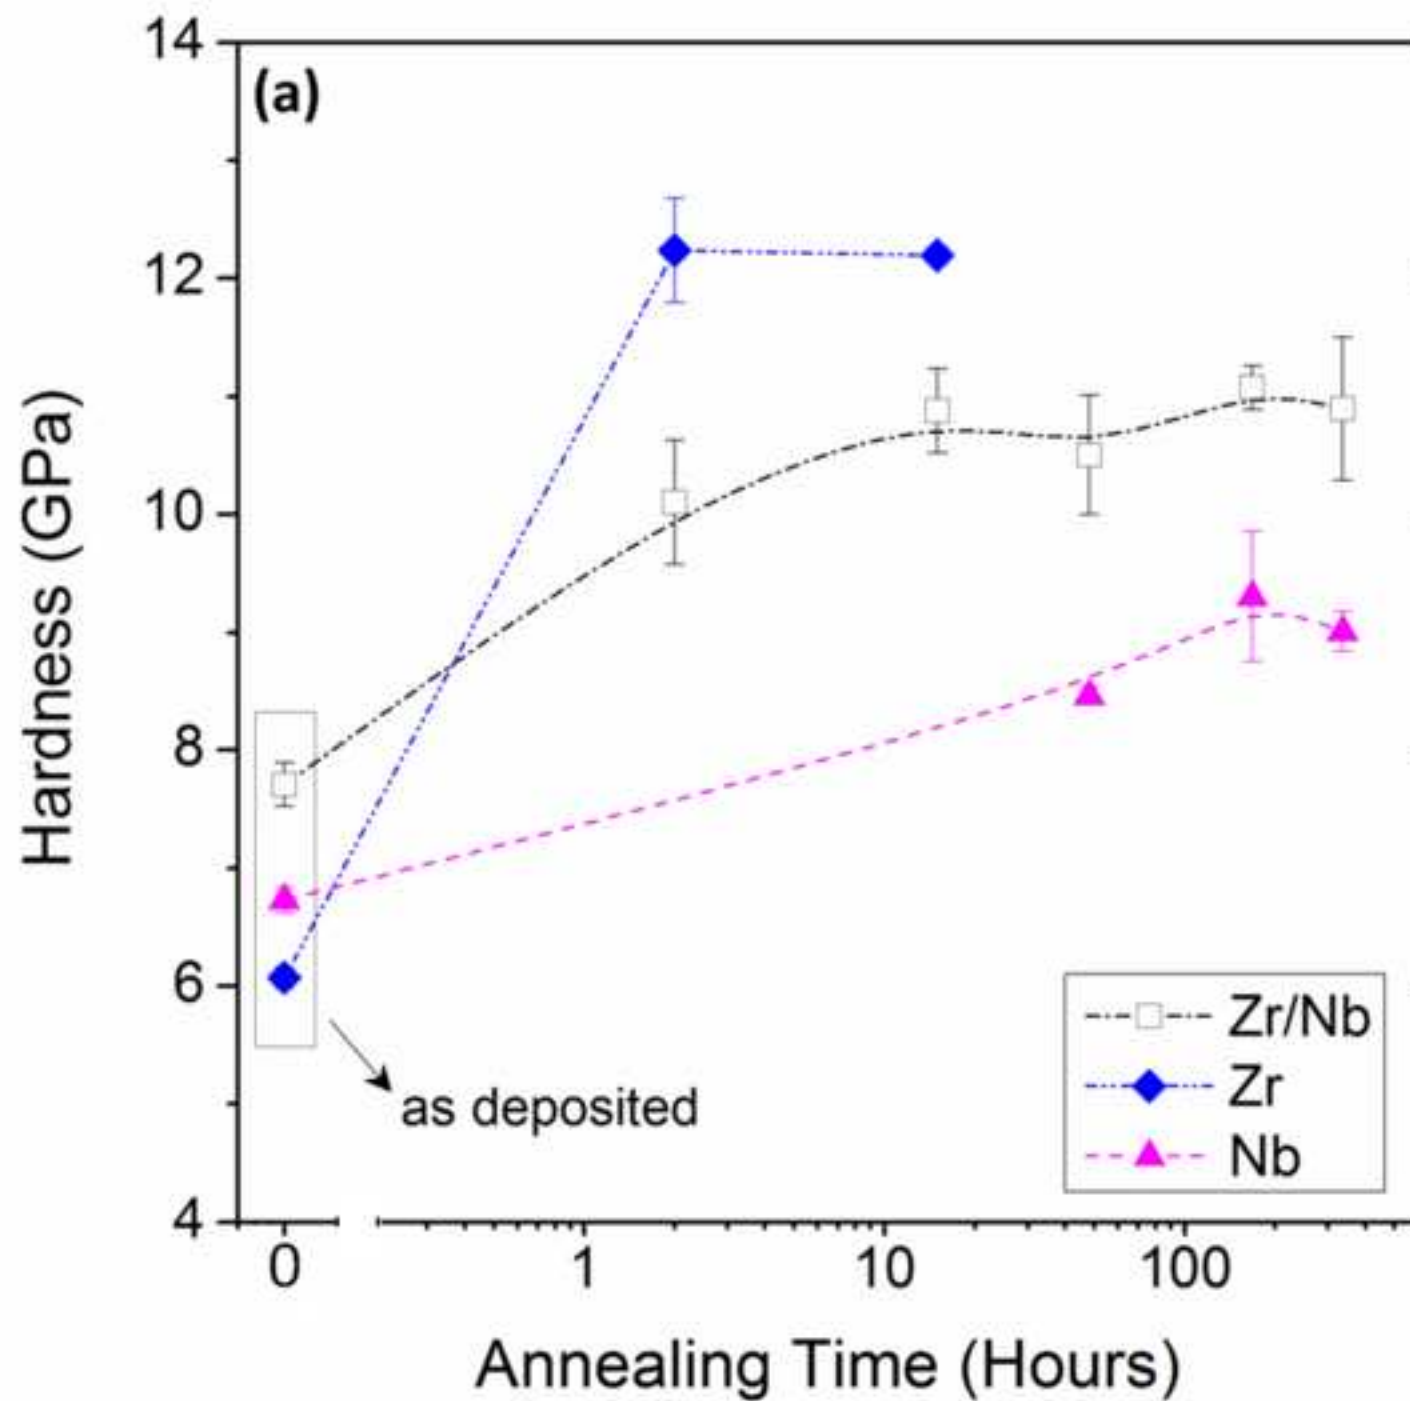 (a)
14
12
10
8
6
4
Hardness (GPa)
as deposited
Zr/Nb
Zr
Nb
0 1 10 100
Annealing Time (Hours)